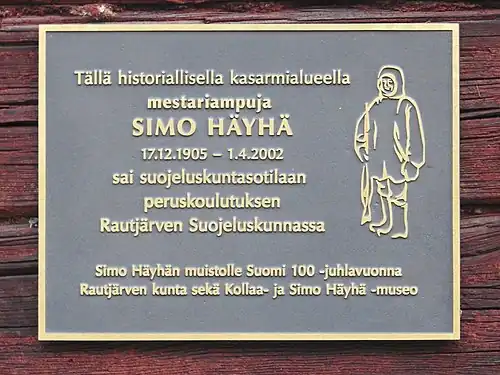 Tällä historiallisella kasarmialueella
mestariampuja
SIMO HÄYHÄ
17.12.1905 – 1.4.2002
sai suojeluskuntasotilaan
peruskoulutuksen
Rautjärven Suojeluskunnassa
Simo Häyhän muistolle Suomi 100 -juhlavuonna
Rautjärven kunta sekä Kollaa- ja Simo Häyhä -museo